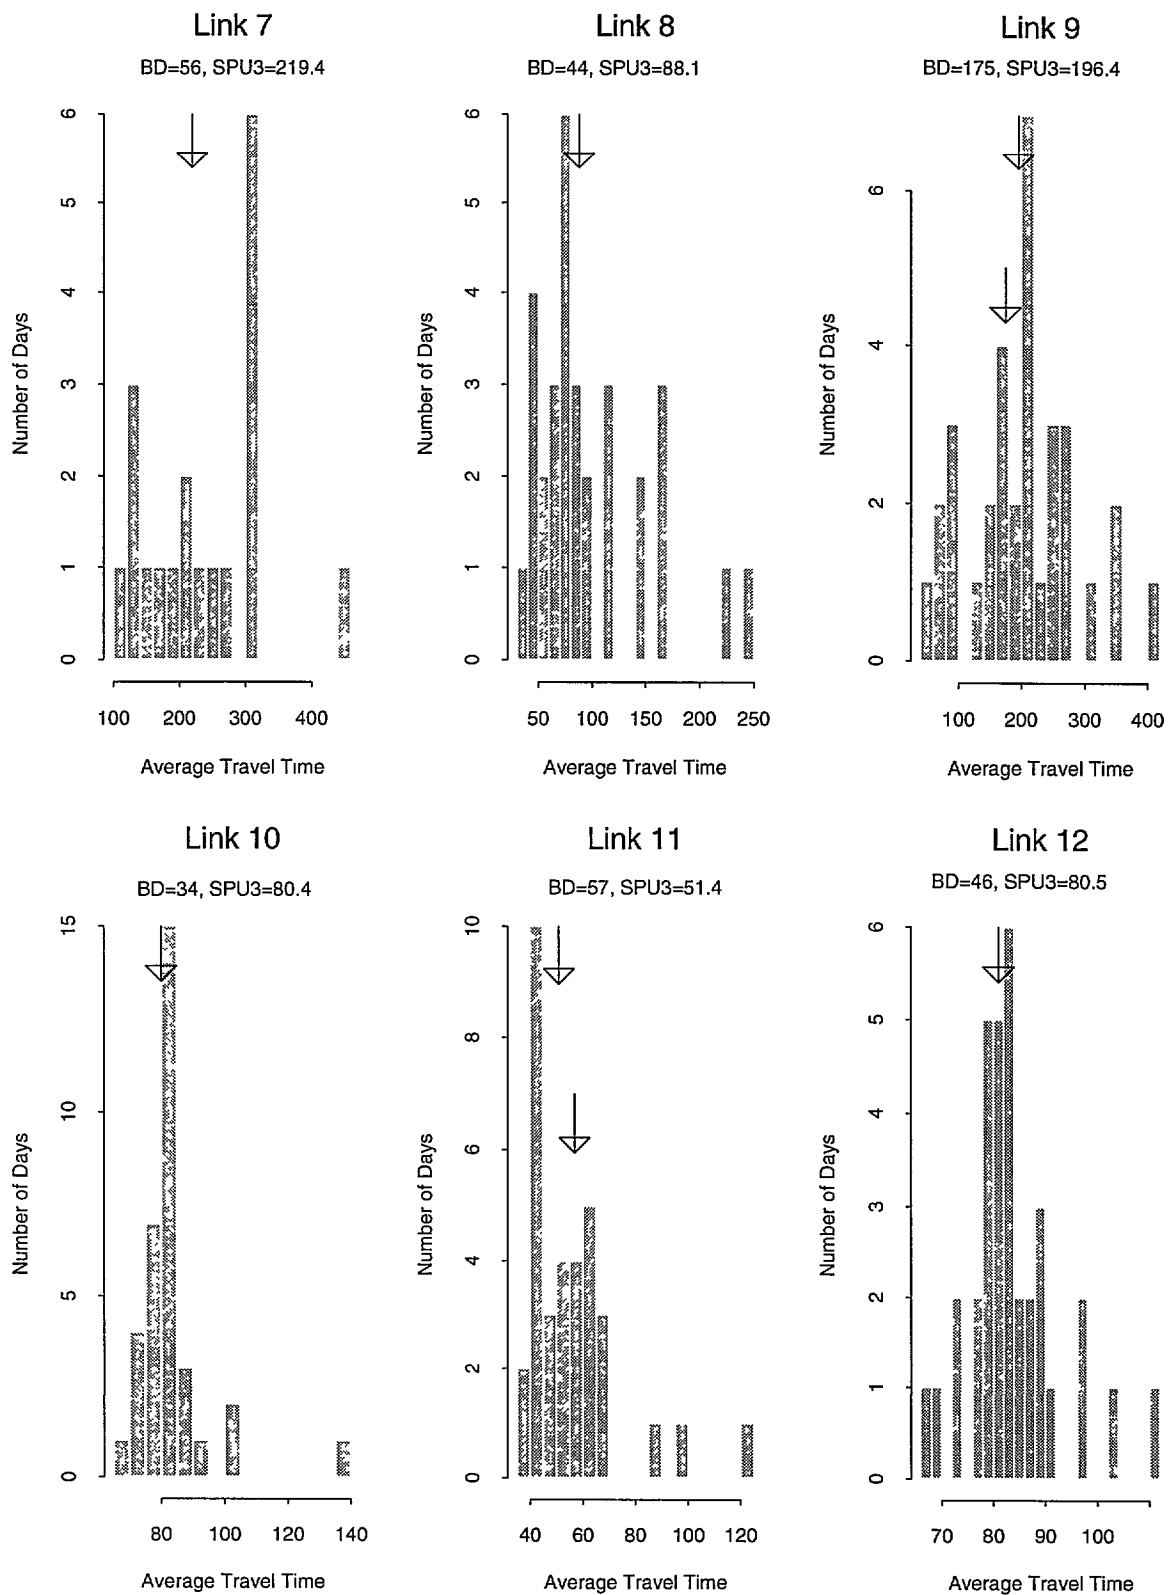 Link 7
BD=56, SPU3=219.4
Number of Days
0 1 2 3 4 5 6
100 200 300 400
Average Travel Time
Link 8
BD=44, SPU3=88.1
Number of Days
0 1 2 3 4 5 6
50 100 150 200 250
Average Travel Time
Link 9
BD=175, SPU3=196.4
Number of Days
0 2 4 6
100 200 300 400
Average Travel Time
Link 10
BD=34, SPU3=80.4
Number of Days
0 5 10 15
80 100 120 140
Average Travel Time
Link 11
BD=57, SPU3=51.4
Number of Days
0 2 4 6 8 10
40 60 80 100 120
Average Travel Time
Link 12
BD=46, SPU3=80.5
Number of Days
0 1 2 3 4 5 6
70 80 90 100
Average Travel Time